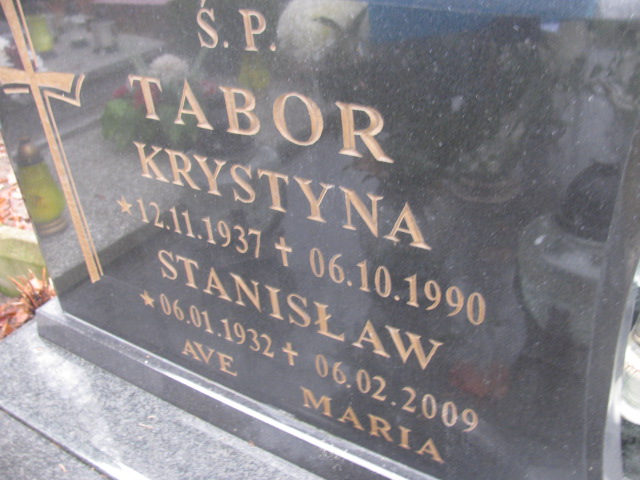 Ś.P.
TABOR
KRYSTYNA
★12.11.1937 ✝ 06.10.1990
STANISŁAW
★06.01.1932 ✝ 06.02.2009
AVE MARIA